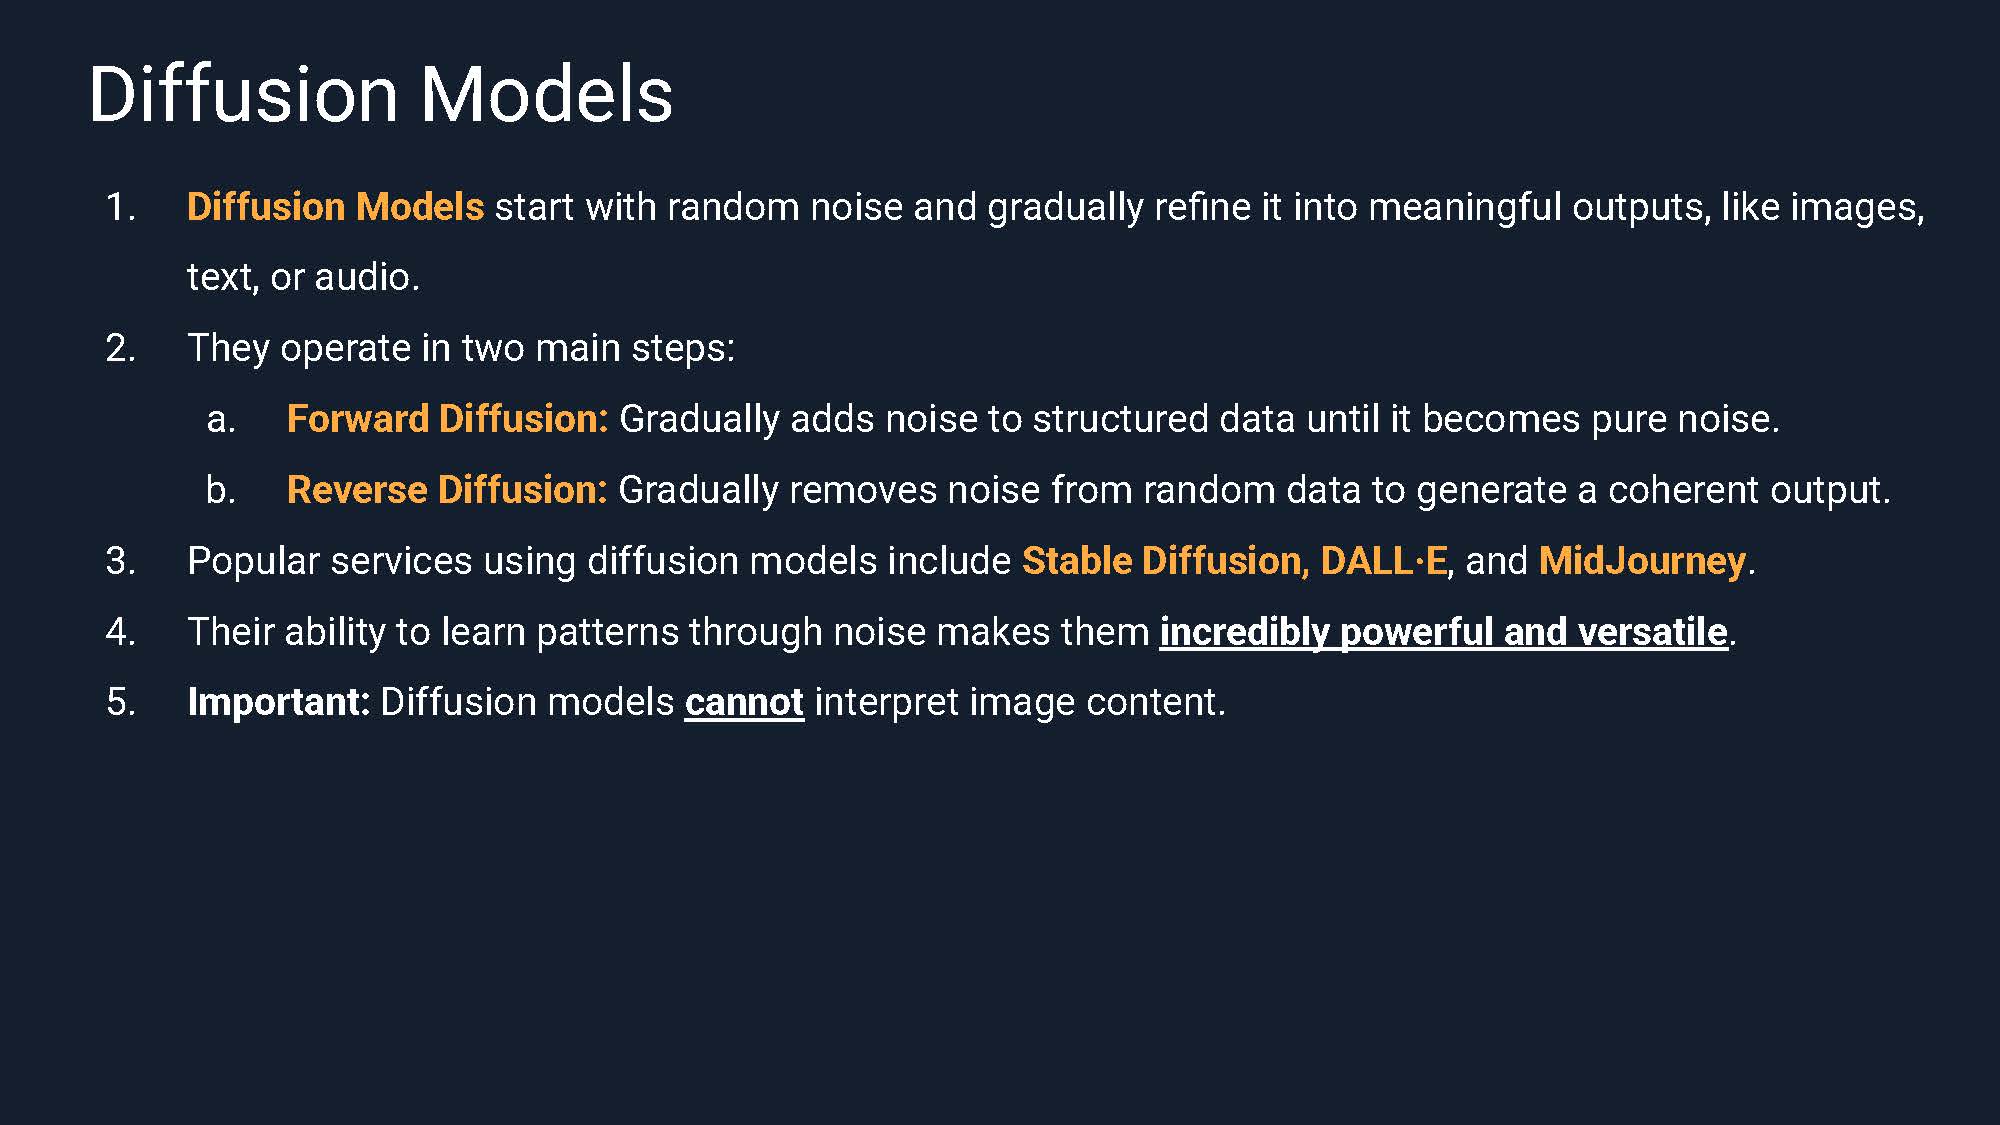 Diffusion Models
1. Diffusion Models start with random noise and gradually refine it into meaningful outputs, like images,
text, or audio.
2. They operate in two main steps:
a. Forward Diffusion: Gradually adds noise to structured data until it becomes pure noise.
b. Reverse Diffusion: Gradually removes noise from random data to generate a coherent output.
3. Popular services using diffusion models include Stable Diffusion, DALL·E, and MidJourney.
4. Their ability to learn patterns through noise makes them incredibly powerful and versatile.
5. Important: Diffusion models cannot interpret image content.